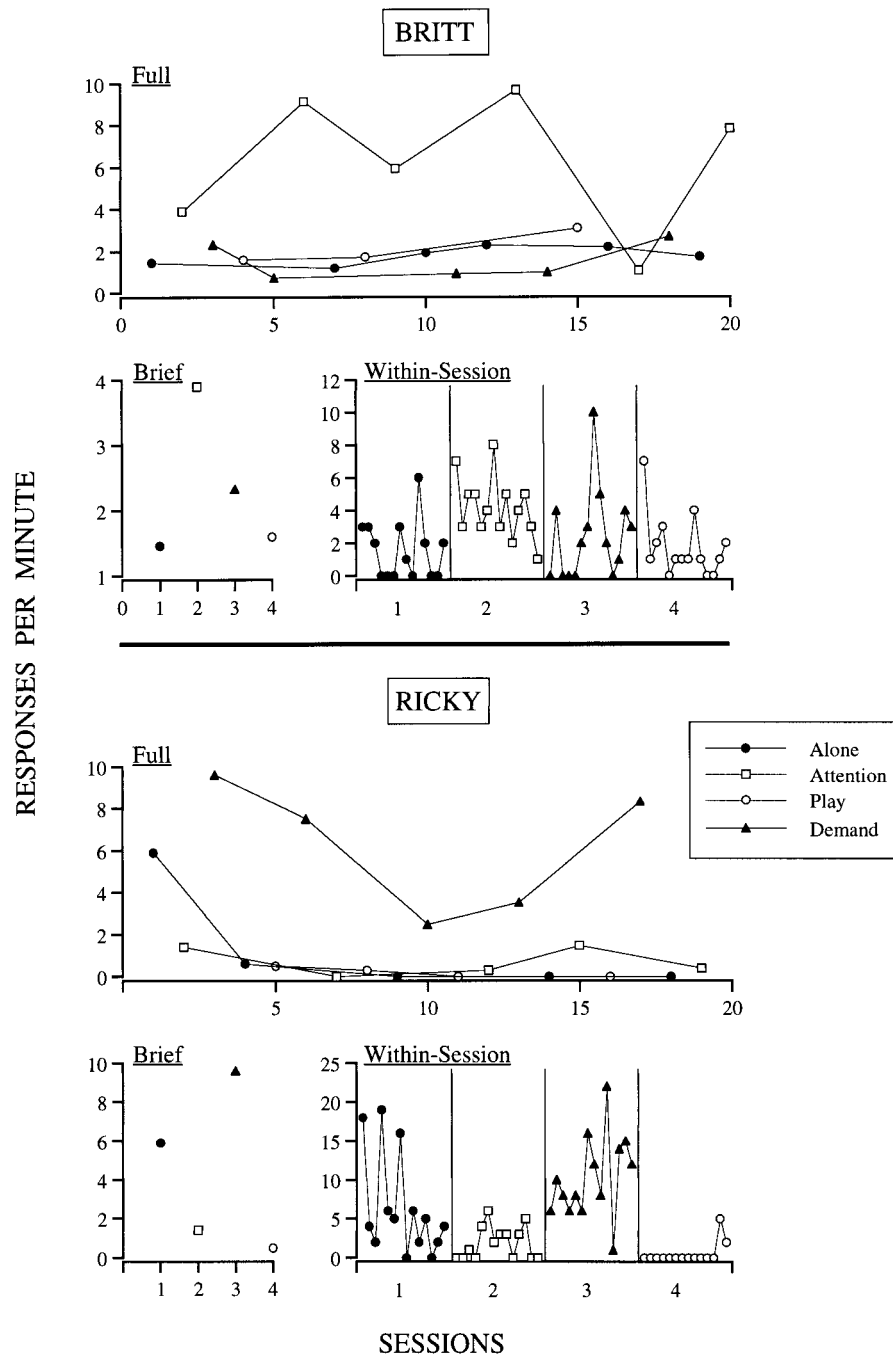 BRITT
Full
10
8
6
4
2
0
0 5 10 15 20
Brief
4
3
2
1
0 1 2 3 4
Within-Session
12
10
8
6
4
2
0
1 2 3 4
RESPONSES PER MINUTE
RICKY
Full
10
8
6
4
2
0
5 10 15 20
Alone
Attention
Play
Demand
Brief
10
8
6
4
2
0
1 2 3 4
Within-Session
25
20
15
10
5
0
1 2 3 4
SESSIONS